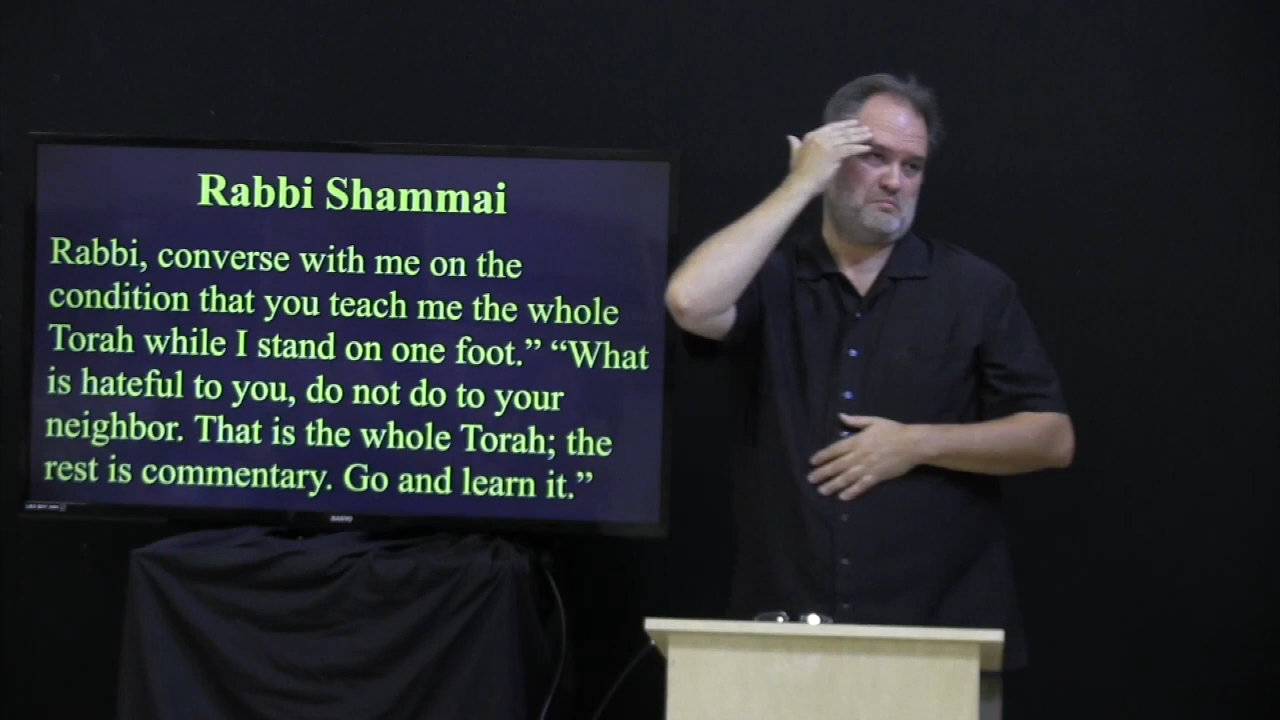 Rabbi Shammai
Rabbi, converse with me on the
condition that you teach me the whole
Torah while I stand on one foot.” “What
is hateful to you, do not do to your
neighbor. That is the whole Torah; the
rest is commentary. Go and learn it.”
SANYO